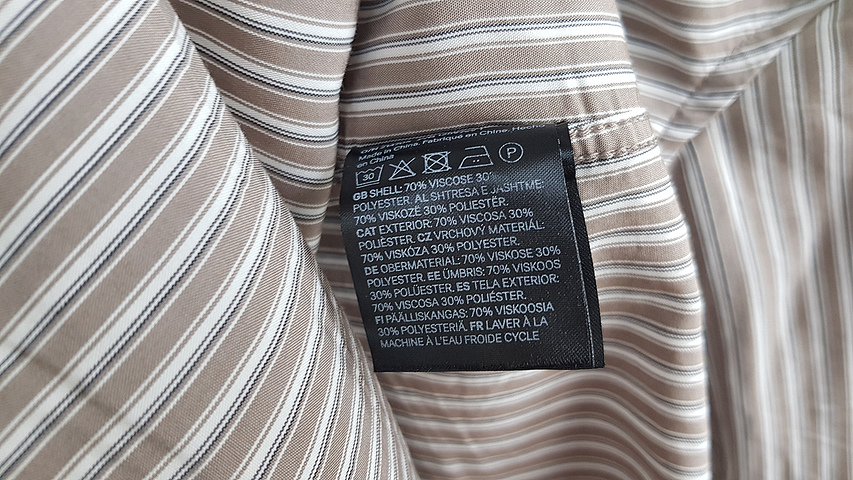 Made in China. Fabriqué en Chine. Hecho
en China
30 P
GB SHELL: 70% VISCOSE 30%
POLYESTER. AL SHTRESA E JASHTME:
70% VISKOZË 30% POLIESTËR.
CAT EXTERIOR: 70% VISCOSA 30%
POLIÈSTER. CZ VRCHOVÝ MATERIÁL:
70% VISKÓZA 30% POLYESTER.
DE OBERMATERIAL: 70% VISKOSE 30%
POLYESTER. EE ÜMBRIS: 70% VISKOOS
30% POLÜESTER. ES TELA EXTERIOR:
70% VISCOSA 30% POLIÉSTER.
FI PÄÄLLISKANGAS: 70% VISKOOSIA
30% POLYESTERIÄ. FR LAVER À LA
MACHINE À L'EAU FROIDE CYCLE